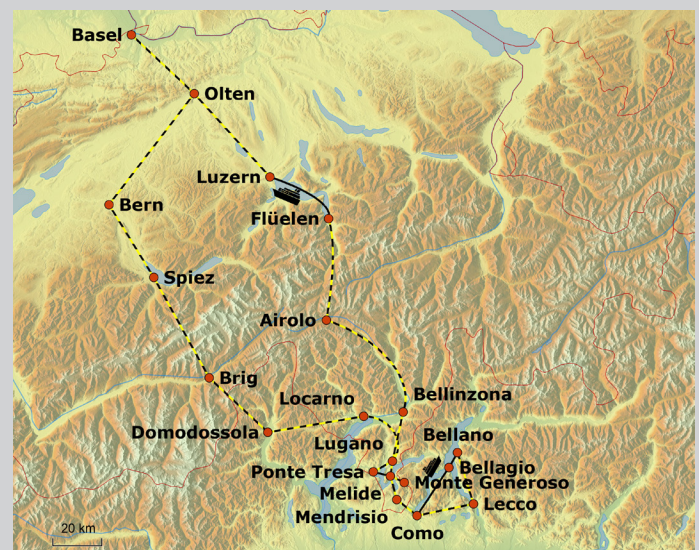 Basel
Olten
Luzern
Bern
Flüelen
Spiez
Airolo
Brig
Locarno
Bellinzona
Domodossola
Lugano
Bellano
Ponte Tresa
Bellagio
Monte Generoso
Melide
Lecco
Mendrisio
Como
20 km